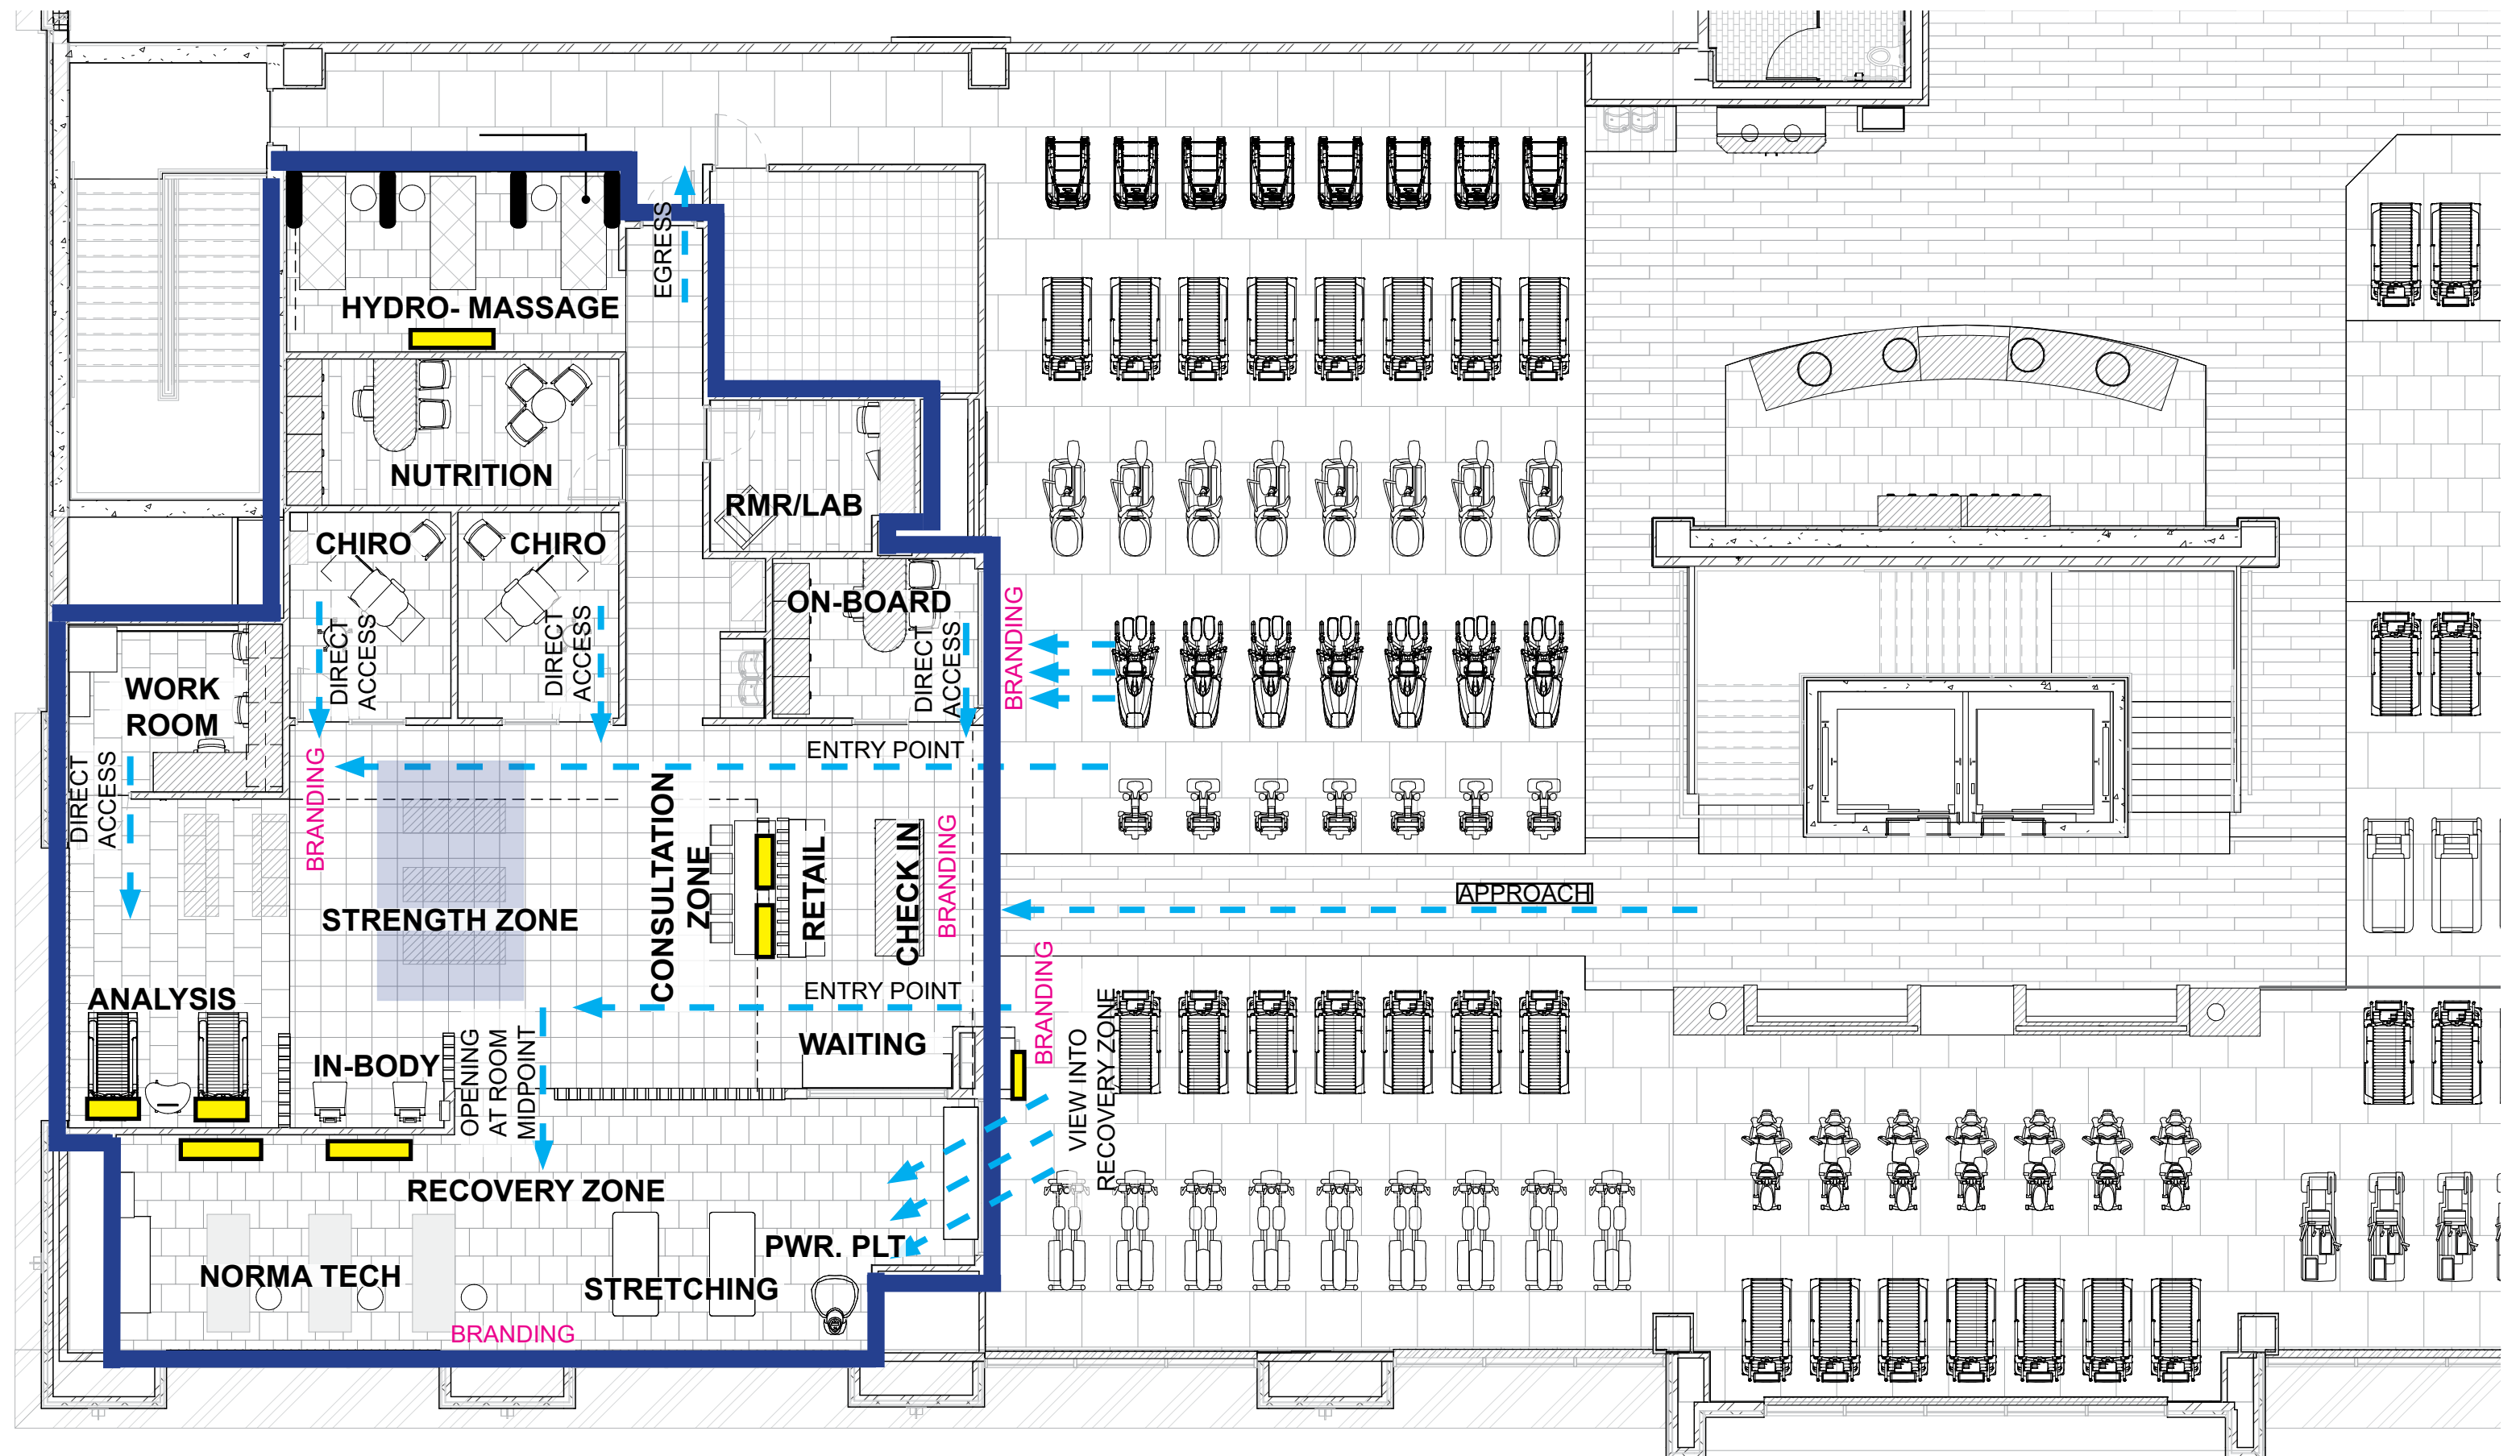 EGRESS
HYDRO- MASSAGE
NUTRITION
RMR/LAB
CHIRO
CHIRO
ON-BOARD
DIRECT
ACCESS
DIRECT
ACCESS
DIRECT
ACCESS
BRANDING
WORK
ROOM
DIRECT
ACCESS
ENTRY POINT
BRANDING
CONSULTATION
ZONE
RETAIL
CHECK IN
BRANDING
APPROACH
STRENGTH ZONE
ANALYSIS
ENTRY POINT
BRANDING
IN-BODY
OPENING
AT ROOM
MIDPOINT
WAITING
VIEW INTO
RECOVERY ZONE
RECOVERY ZONE
PWR. PLT
NORMA TECH
STRETCHING
BRANDING